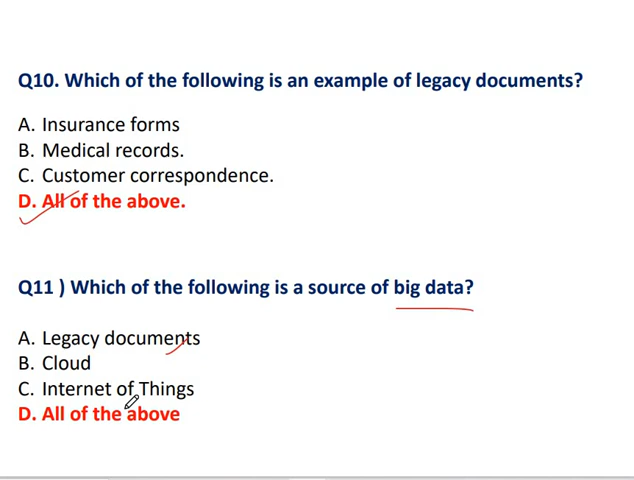 Q10. Which of the following is an example of legacy documents?
A. Insurance forms
B. Medical records.
C. Customer correspondence.
D. All of the above.
Q11 ) Which of the following is a source of big data?
A. Legacy documents
B. Cloud
C. Internet of Things
D. All of the above